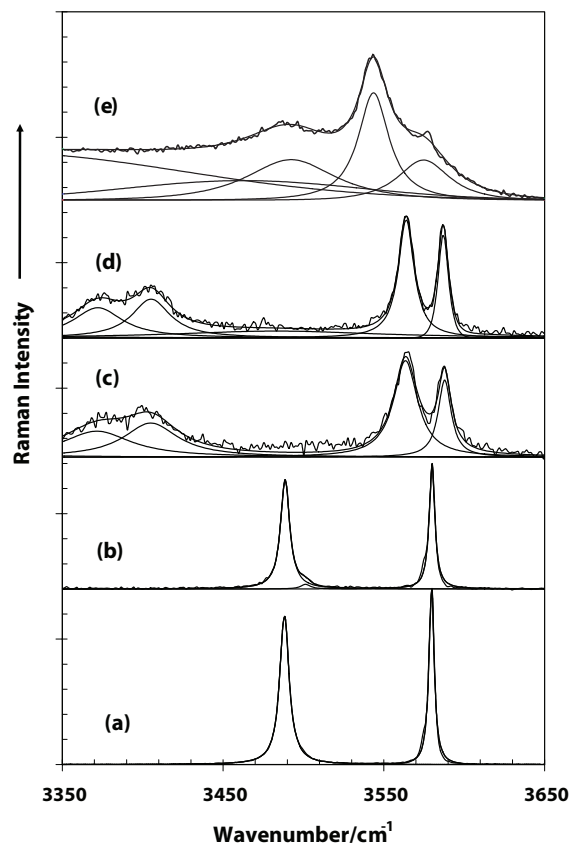 (e)
(d)
(c)
(b)
(a)
Raman Intensity
3350 3450 3550 3650
Wavenumber/cm-1